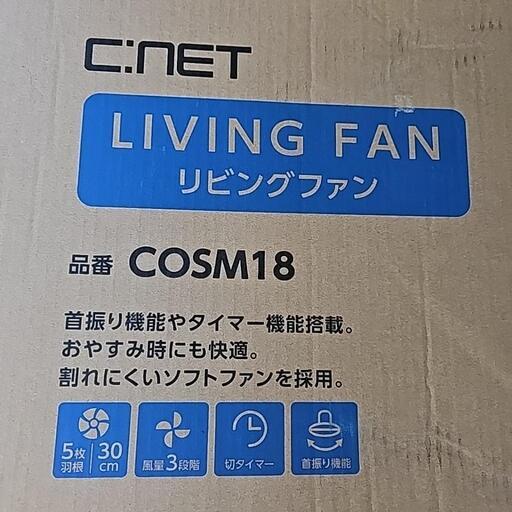 C:NET
LIVING FAN
リビングファン
品番 COSM18
首振り機能やタイマー機能搭載。
おやすみ時にも快適。
割れにくいソフトファンを採用。
5枚羽根 30cm
風量3段階
切タイマー
首振り機能